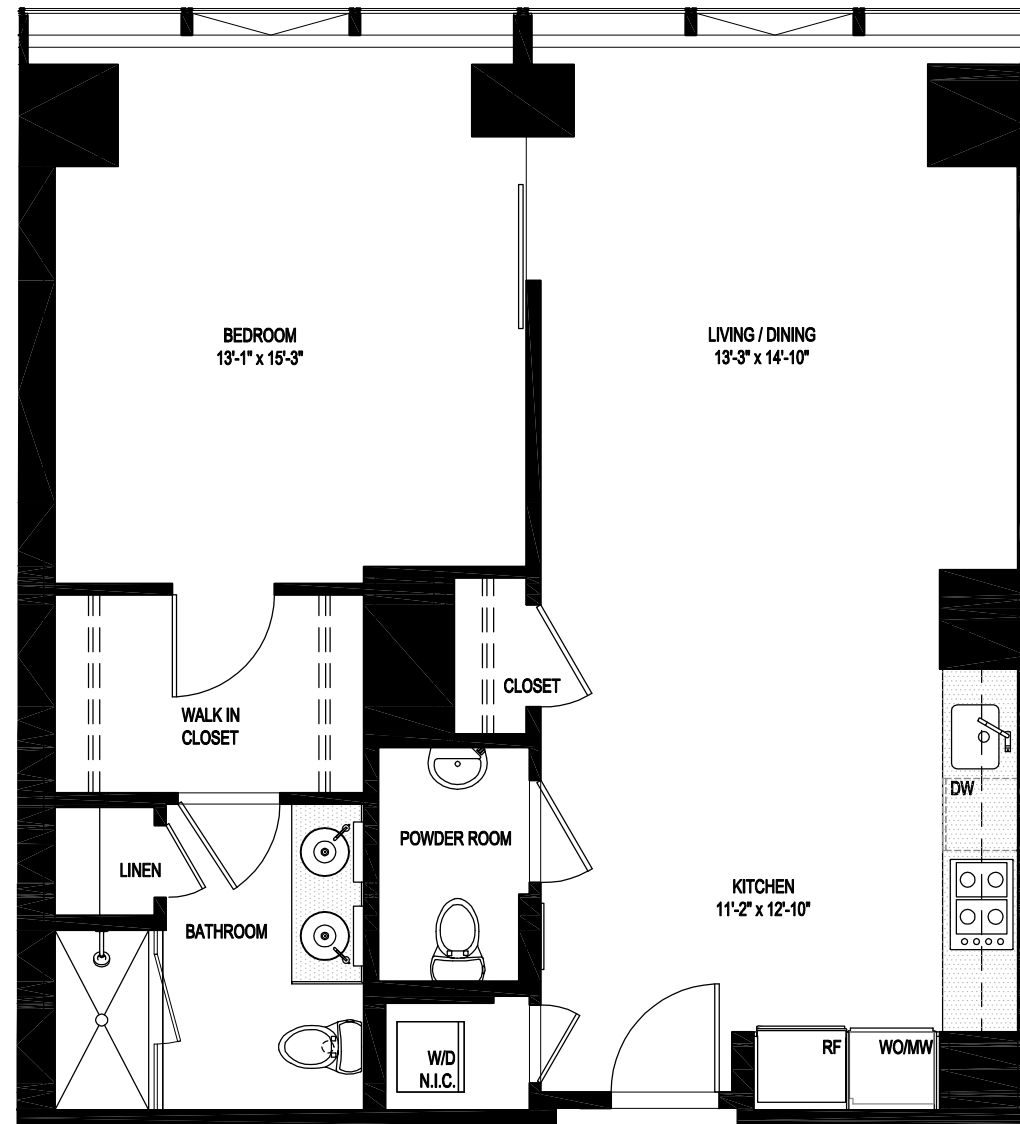 BEDROOM
13'-1" x 15'-3"
LIVING / DINING
13'-3" x 14'-10"
CLOSET
WALK IN
CLOSET
DW
POWDER ROOM
LINEN
KITCHEN
11'-2" x 12'-10"
BATHROOM
RF
WO/MW
W/D
N.I.C.